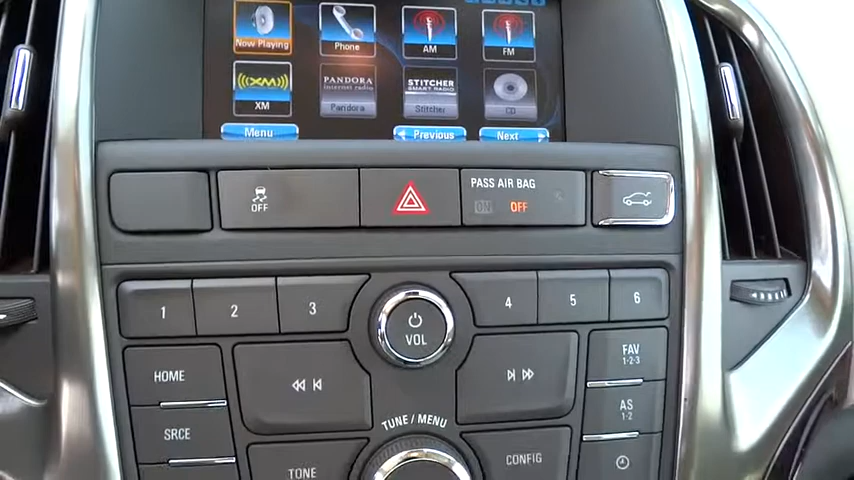 Now Playing
Phone
AM
FM
XM
XM
PANDORA
internet radio
Pandora
STITCHER
SMART RADIO
Stitcher
CD
Menu
Previous
Next
OFF
PASS AIR BAG
ON OFF
1
2
3
VOL
4
5
6
HOME
FAV
1-2-3
SRCE
AS
1-2
TUNE / MENU
TONE
CONFIG